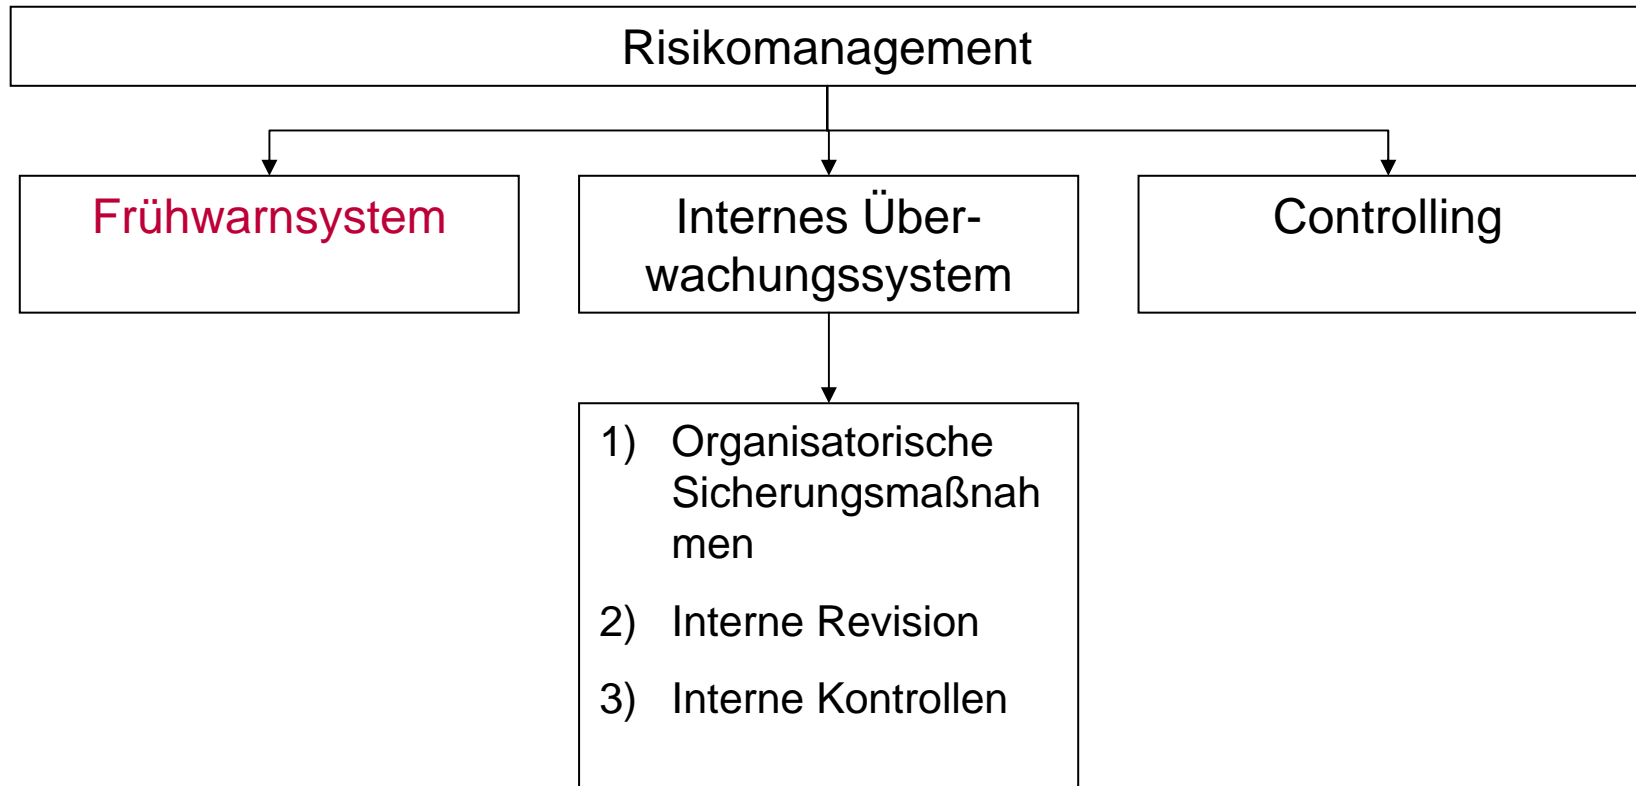 Risikomanagement
Frühwarnsystem
Internes Über-
wachungssystem
Controlling
1) Organisatorische
Sicherungsmaßnah
men
2) Interne Revision
3) Interne Kontrollen